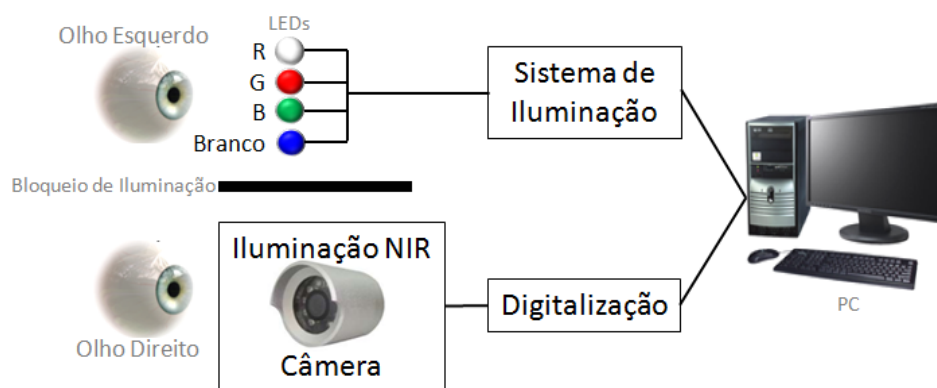 Olho Esquerdo
LEDs
R
G
B
Branco
Sistema de
Iluminação
Bloqueio de Iluminação
Iluminação NIR
Câmera
Olho Direito
Digitalização
PC